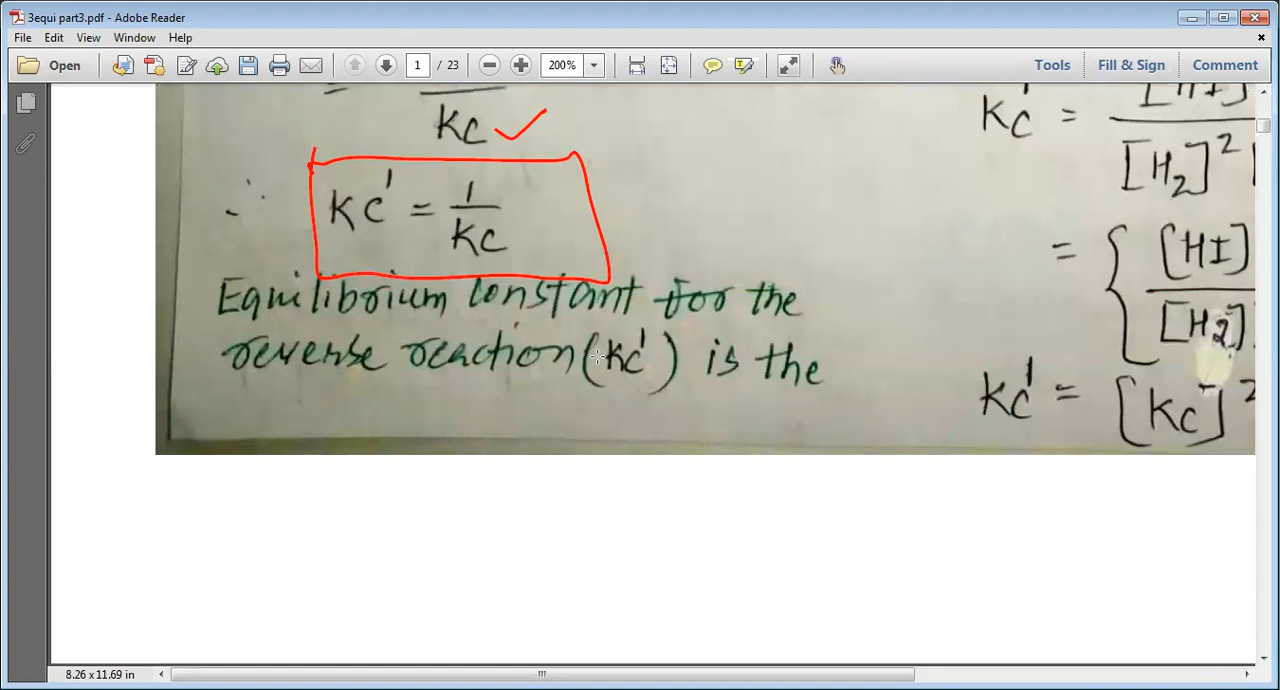 3equi part3.pdf - Adobe Reader
File Edit View Window Help
Open 1 / 23 200% Tools Fill & Sign Comment
KC
∴ KC' = 1/KC
Equilibrium constant for the
reverse reaction (KC') is the
KC' = [HI]
[H2]²
= { [HI]
[H2]
KC' = [KC]²
8.26 x 11.69 in